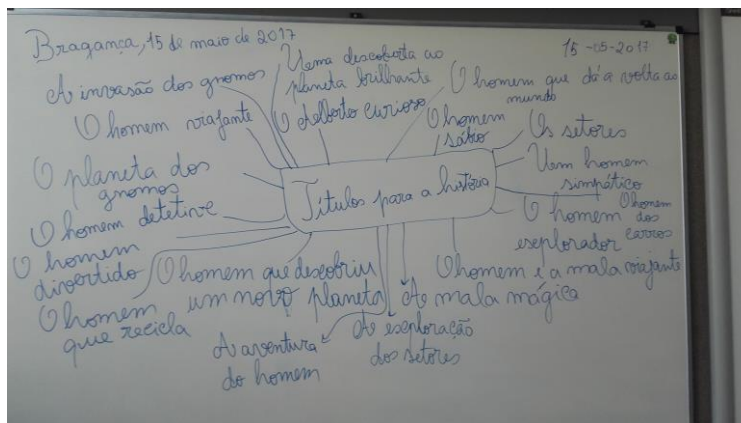 Bragança, 15 de maio de 2017
15-05-2017
A invasão dos gnomos
Uma descoberta ao
planeta brilhante
O homem que dá a volta ao
mundo
O homem viajante
O Alberto curioso
O homem
sábio
Os setores
O planeta dos
gnomos
Títulos para a história
Um homem
simpático
O homem detetive
O homem
explorador
O homem
dos
carros
O homem
divertido
O homem que descobriu
um novo planeta
O homem e a mala viajante
O homem
que recicla
A mala mágica
A aventura
do homem
A exploração
dos setores